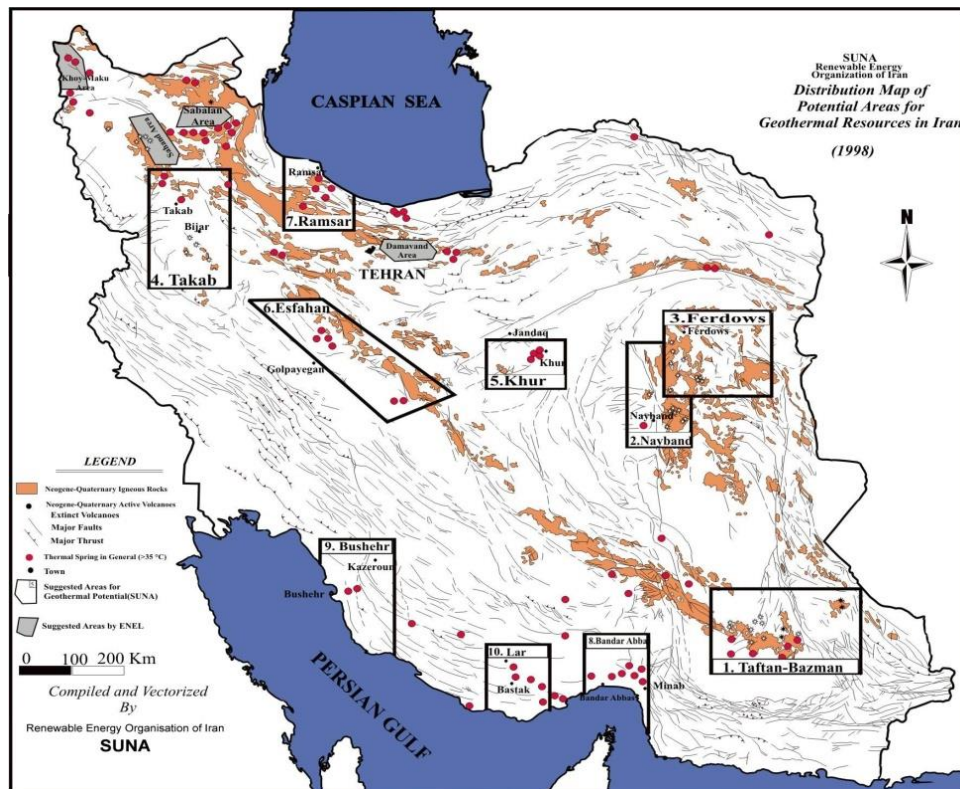 SUNA
Renewable Energy
Organization of Iran
Distribution Map of
Potential Areas for
Geothermal Resources in Iran
(1998)
CASPIAN SEA
Khoy-Maku
Area
Sabalan
Area
Sahand Area
Ramsar
7.Ramsar
Takab
Bijar
4. Takab
Damavand
Area
TEHRAN
N
6.Esfahan
Golpayegan
Jandaq
Khur
5.Khur
3.Ferdows
Ferdows
Nayband
2.Nayband
LEGEND
Neogene-Quaternary Igneous Rocks
Neogene-Quaternary Active Volcanoes
Extinct Volcanoes
Major Faults
Major Thrust
Thermal Spring in General (>35 °C)
Town
Suggested Areas for
Geothermal Potential(SUNA)
Suggested Areas by ENEL
0 100 200 Km
Compiled and Vectorized
By
Renewable Energy Organisation of Iran
SUNA
9. Bushehr
Kazeroun
Bushehr
PERSIAN GULF
10. Lar
Bastak
8.Bandar Abbas
Bandar Abbas
Minab
1. Taftan-Bazman